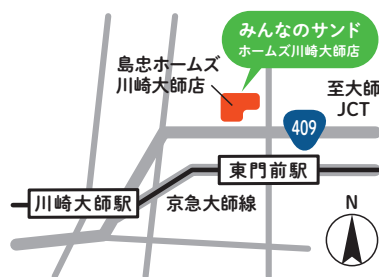 みんなのサンド
ホームズ川崎大師店
島忠ホームズ
川崎大師店
至大師
JCT
409
東門前駅
川崎大師駅
京急大師線
N